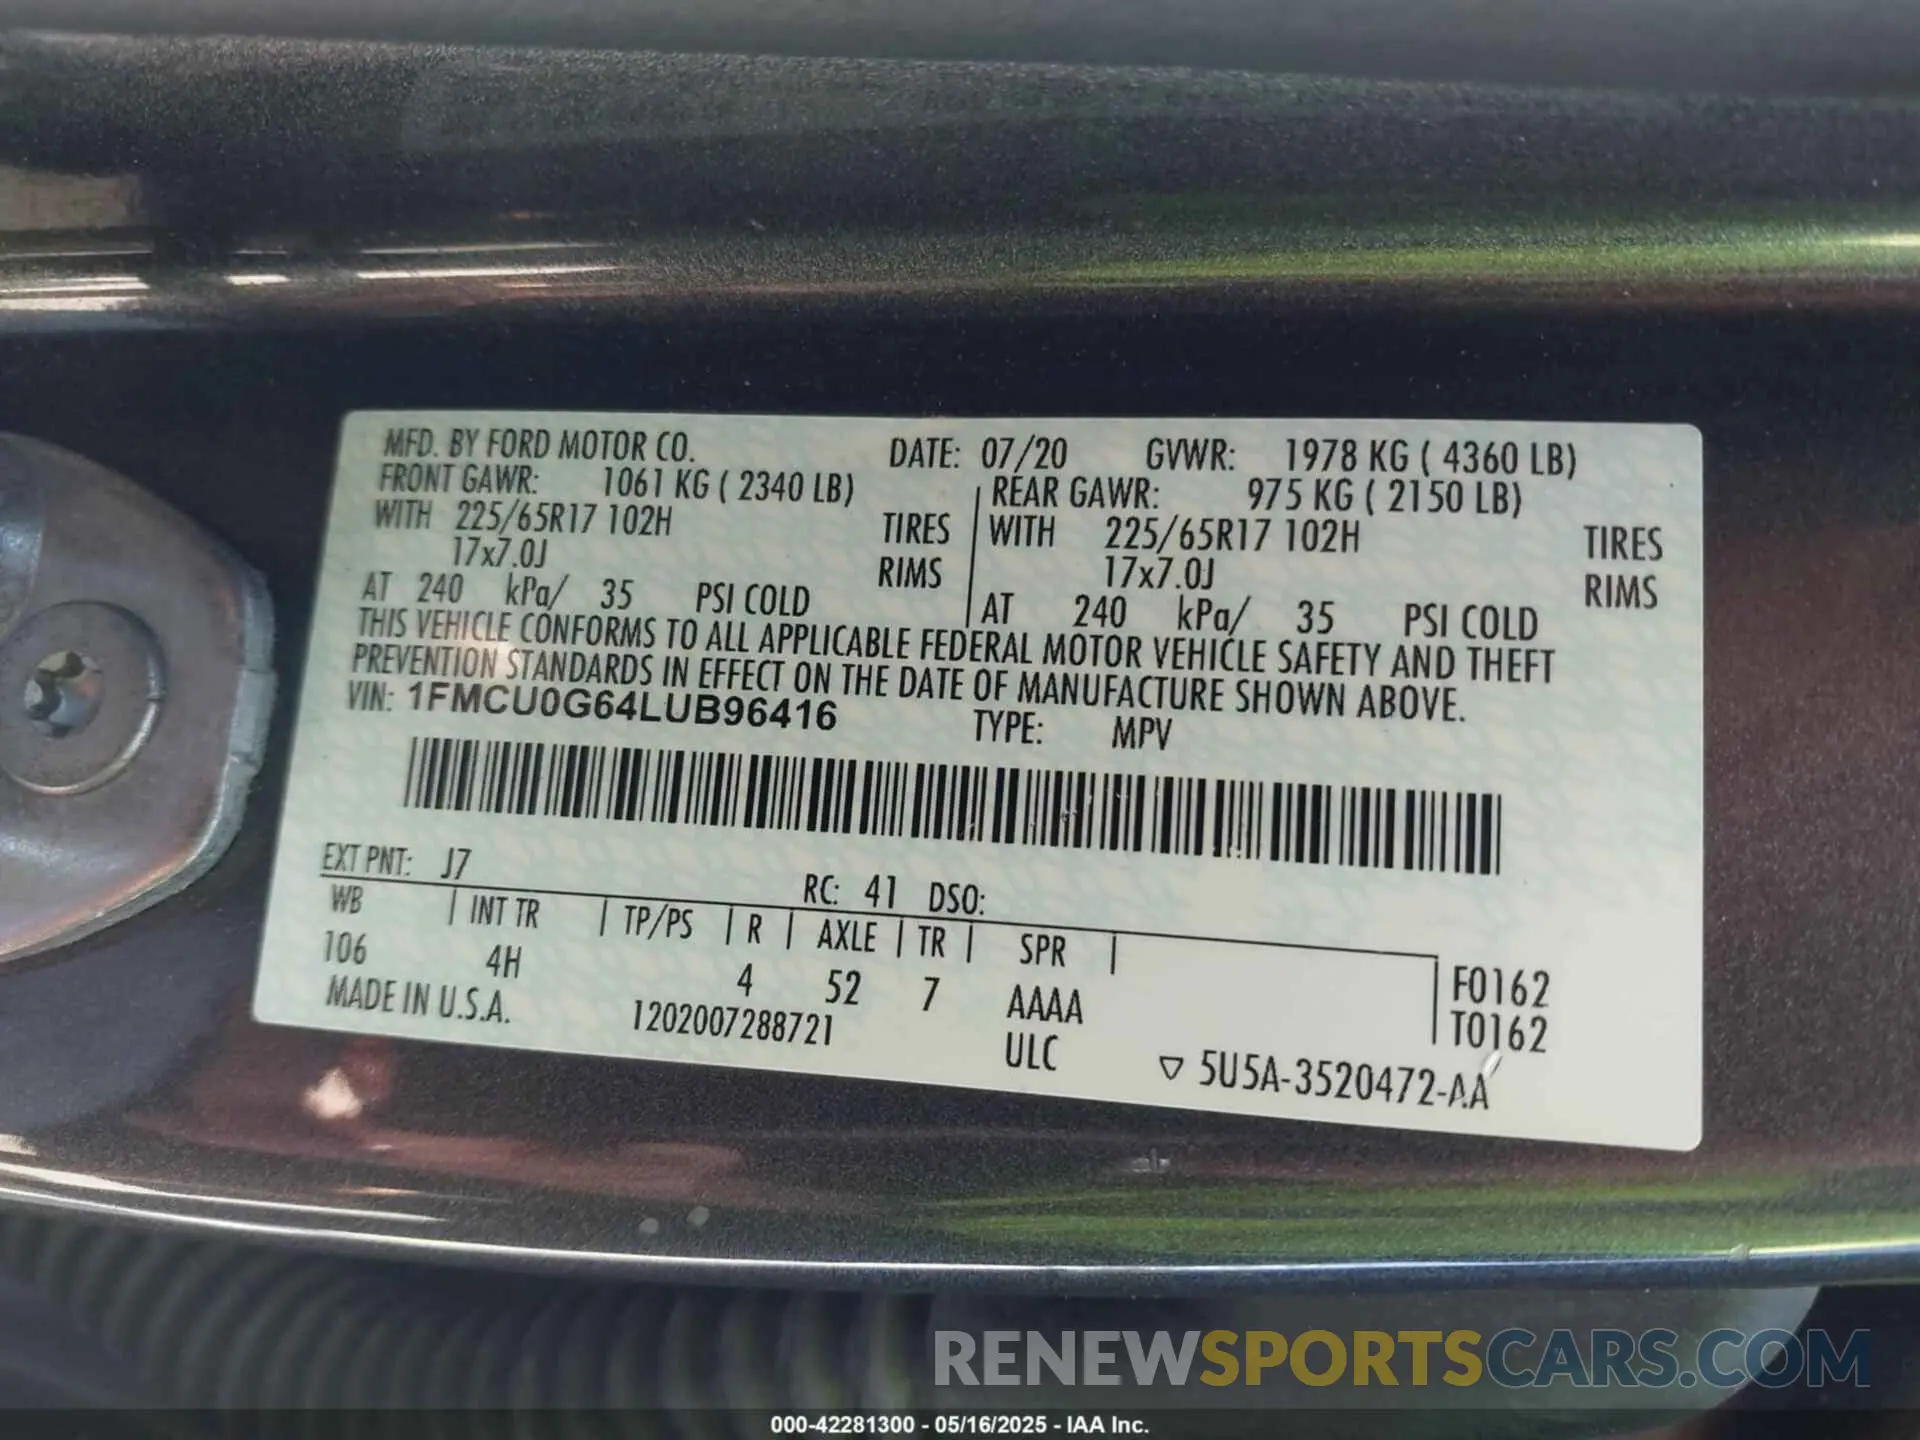 MFD. BY FORD MOTOR CO. DATE: 07/20 GVWR: 1978 KG ( 4360 LB)
FRONT GAWR: 1061 KG ( 2340 LB) REAR GAWR: 975 KG ( 2150 LB)
WITH 225/65R17 102H TIRES WITH 225/65R17 102H TIRES
17x7.0J RIMS 17x7.0J RIMS
AT 240 kPa/ 35 PSI COLD AT 240 kPa/ 35 PSI COLD
THIS VEHICLE CONFORMS TO ALL APPLICABLE FEDERAL MOTOR VEHICLE SAFETY AND THEFT
PREVENTION STANDARDS IN EFFECT ON THE DATE OF MANUFACTURE SHOWN ABOVE.
VIN: 1FMCU0G64LUB96416 TYPE: MPV
EXT PNT: J7 RC: 41 DSO:
WB INT TR TP/PS R AXLE TR SPR
106 4H 4 52 7 AAAA F0162
MADE IN U.S.A. 1202007288721 ULC T0162
▽ 5U5A-3520472-AA
RENEWSPORTSCARS.COM
000-42281300 - 05/16/2025 - IAA Inc.